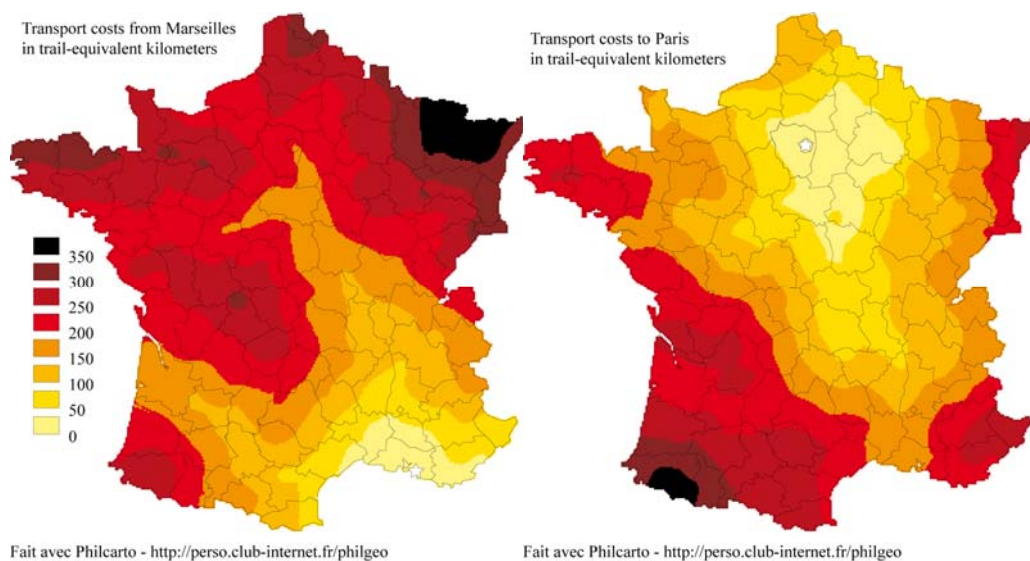 Transport costs from Marseilles
in trail-equivalent kilometers
Transport costs to Paris
in trail-equivalent kilometers
350
300
250
200
150
100
50
0
Fait avec Philcarto - http://perso.club-internet.fr/philgeo
Fait avec Philcarto - http://perso.club-internet.fr/philgeo